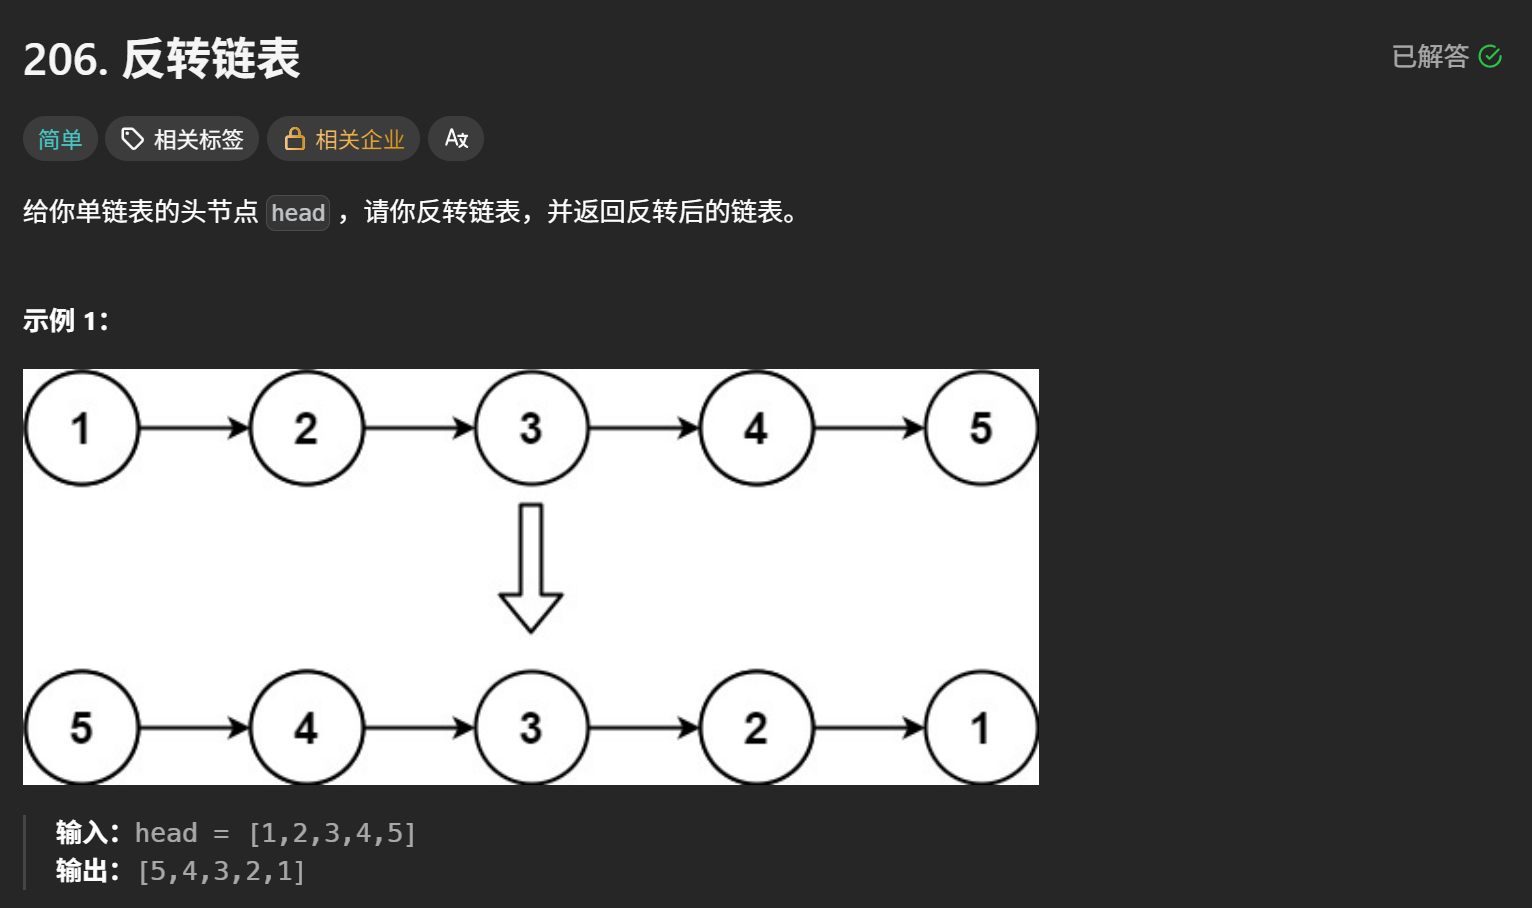 206. 反转链表
已解答
简单 相关标签 相关企业
给你单链表的头节点 head ，请你反转链表，并返回反转后的链表。
示例 1：
1 2 3 4 5
5 4 3 2 1
输入：head = [1,2,3,4,5]
输出：[5,4,3,2,1]